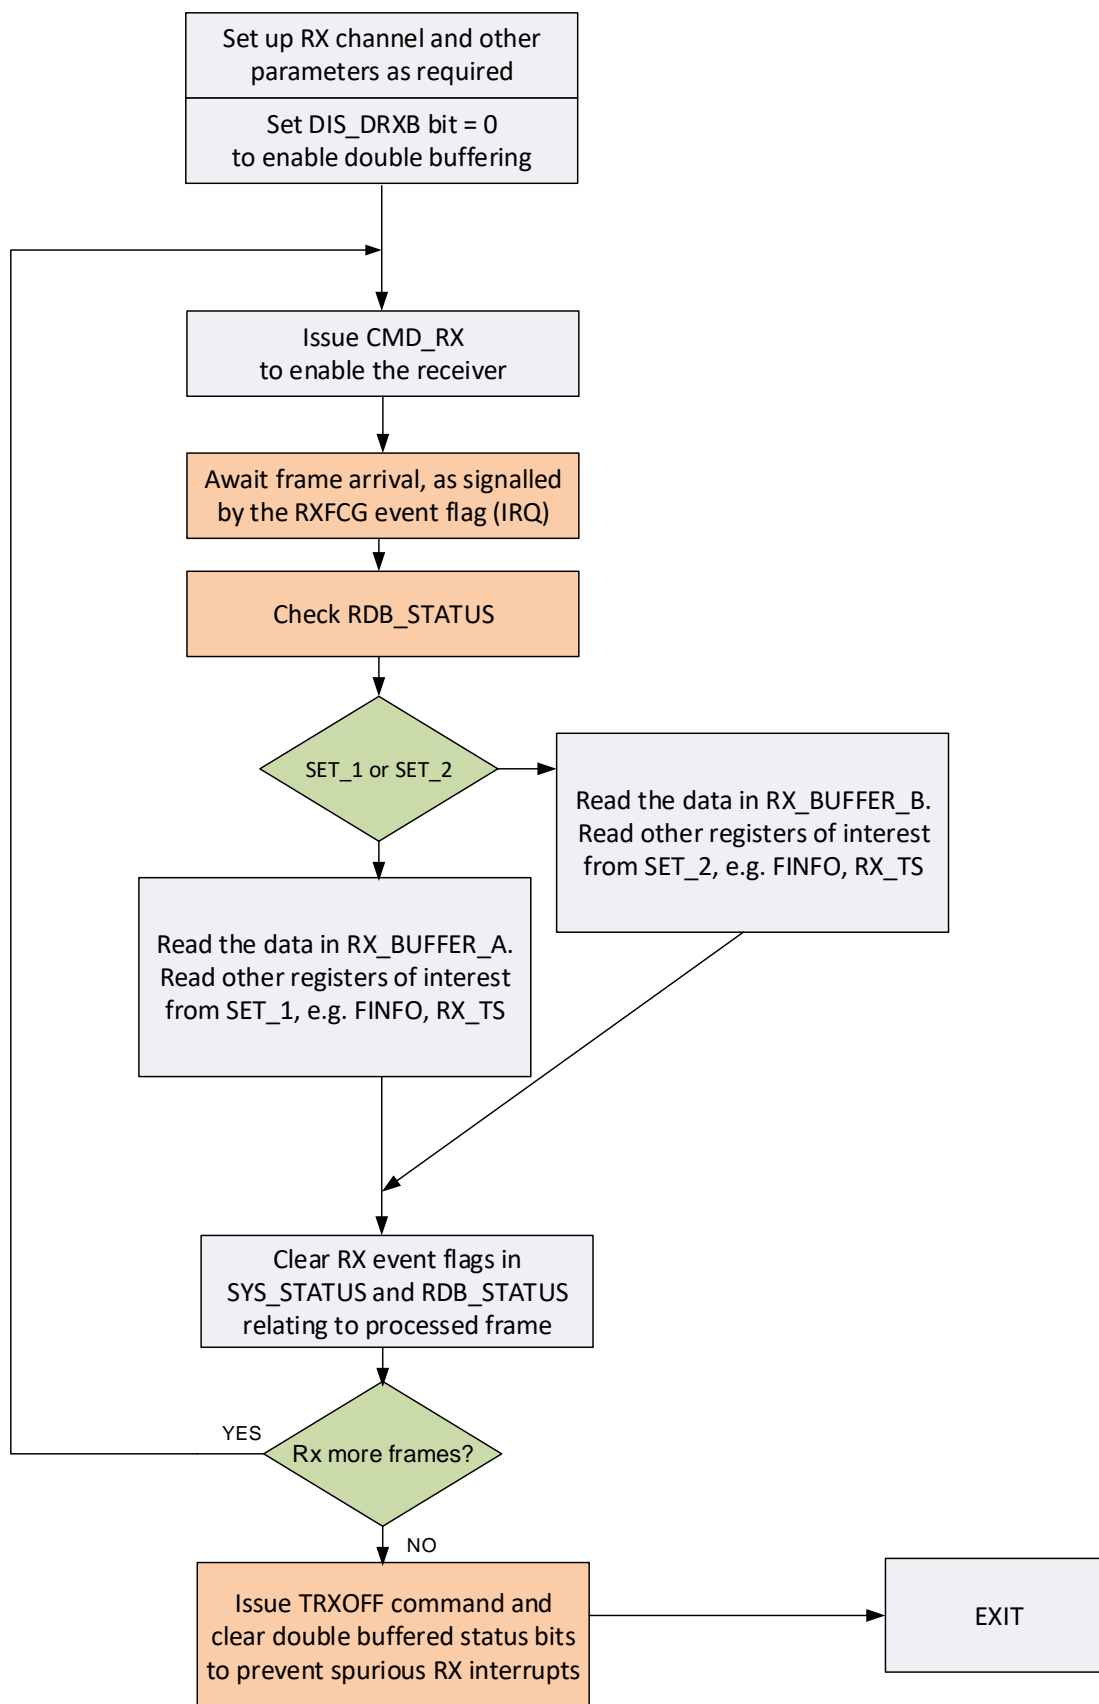 Set up RX channel and other
parameters as required
Set DIS_DRXB bit = 0
to enable double buffering
Issue CMD_RX
to enable the receiver
Await frame arrival, as signalled
by the RXFCG event flag (IRQ)
Check RDB_STATUS
SET_1 or SET_2
Read the data in RX_BUFFER_B.
Read other registers of interest
from SET_2, e.g. FINFO, RX_TS
Read the data in RX_BUFFER_A.
Read other registers of interest
from SET_1, e.g. FINFO, RX_TS
Clear RX event flags in
SYS_STATUS and RDB_STATUS
relating to processed frame
YES
Rx more frames?
NO
Issue TRXOFF command and
clear double buffered status bits
to prevent spurious RX interrupts
EXIT